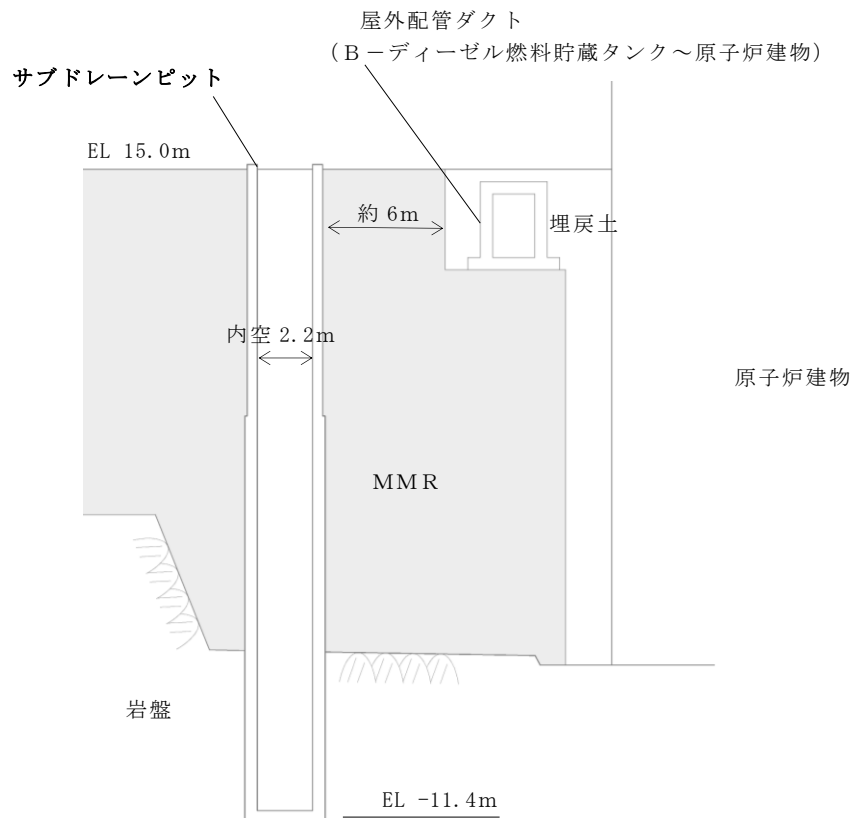 屋外配管ダクト
（Ｂ－ディーゼル燃料貯蔵タンク～原子炉建物）
サブドレーンピット
EL 15.0m
約 6m
埋戻土
内空 2.2m
原子炉建物
ＭＭＲ
岩盤
EL -11.4m